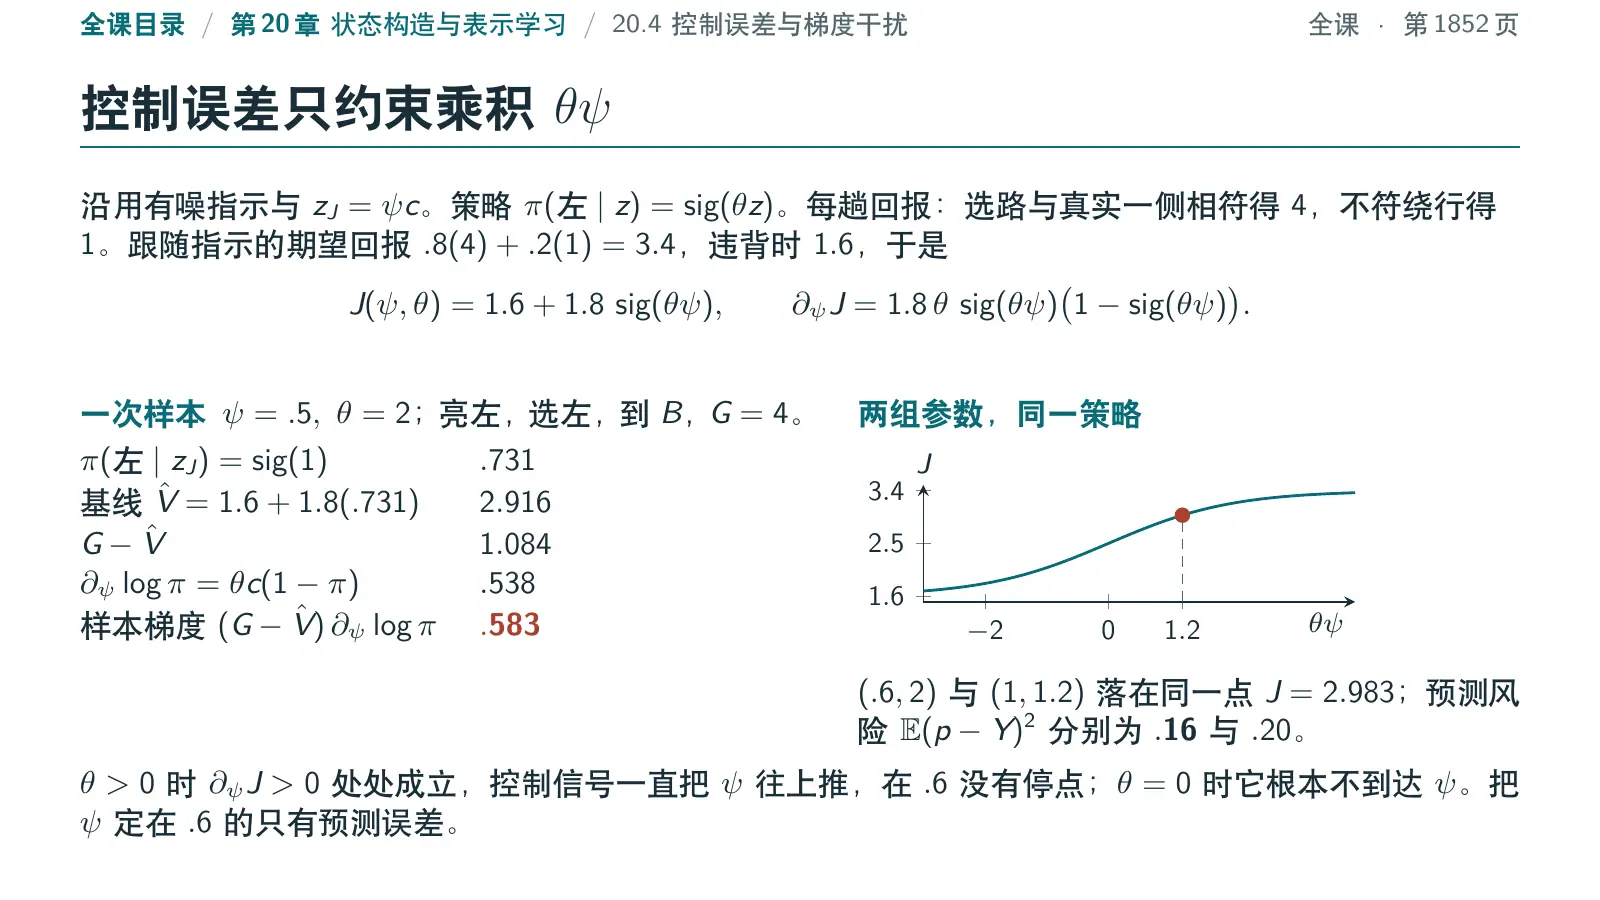 全课目录 / 第 20 章 状态构造与表示学习 / 20.4 控制误差与梯度干扰
全课 · 第 1852 页
控制误差只约束乘积 θψ
沿用有噪指示与 z_J = ψc。策略 π(左 | z) = sig(θz)。每趟回报：选路与真实一侧相符得 4，不符绕行得
1。跟随指示的期望回报 .8(4) + .2(1) = 3.4，违背时 1.6，于是
J(ψ, θ) = 1.6 + 1.8 sig(θψ),  ∂_ψ J = 1.8 θ sig(θψ)(1 − sig(θψ)).
一次样本 ψ = .5, θ = 2；亮左，选左，到 B，G = 4。
π(左 | z_J) = sig(1) .731
基线 V̂ = 1.6 + 1.8(.731) 2.916
G − V̂ 1.084
∂_ψ log π = θc(1 − π) .538
样本梯度 (G − V̂) ∂_ψ log π .583
两组参数，同一策略
J
3.4
2.5
1.6
−2 0 1.2 θψ
(.6, 2) 与 (1, 1.2) 落在同一点 J = 2.983；预测风
险 𝔼(p − Y)² 分别为 .16 与 .20。
θ > 0 时 ∂_ψ J > 0 处处成立，控制信号一直把 ψ 往上推，在 .6 没有停点；θ = 0 时它根本不到达 ψ。把
ψ 定在 .6 的只有预测误差。